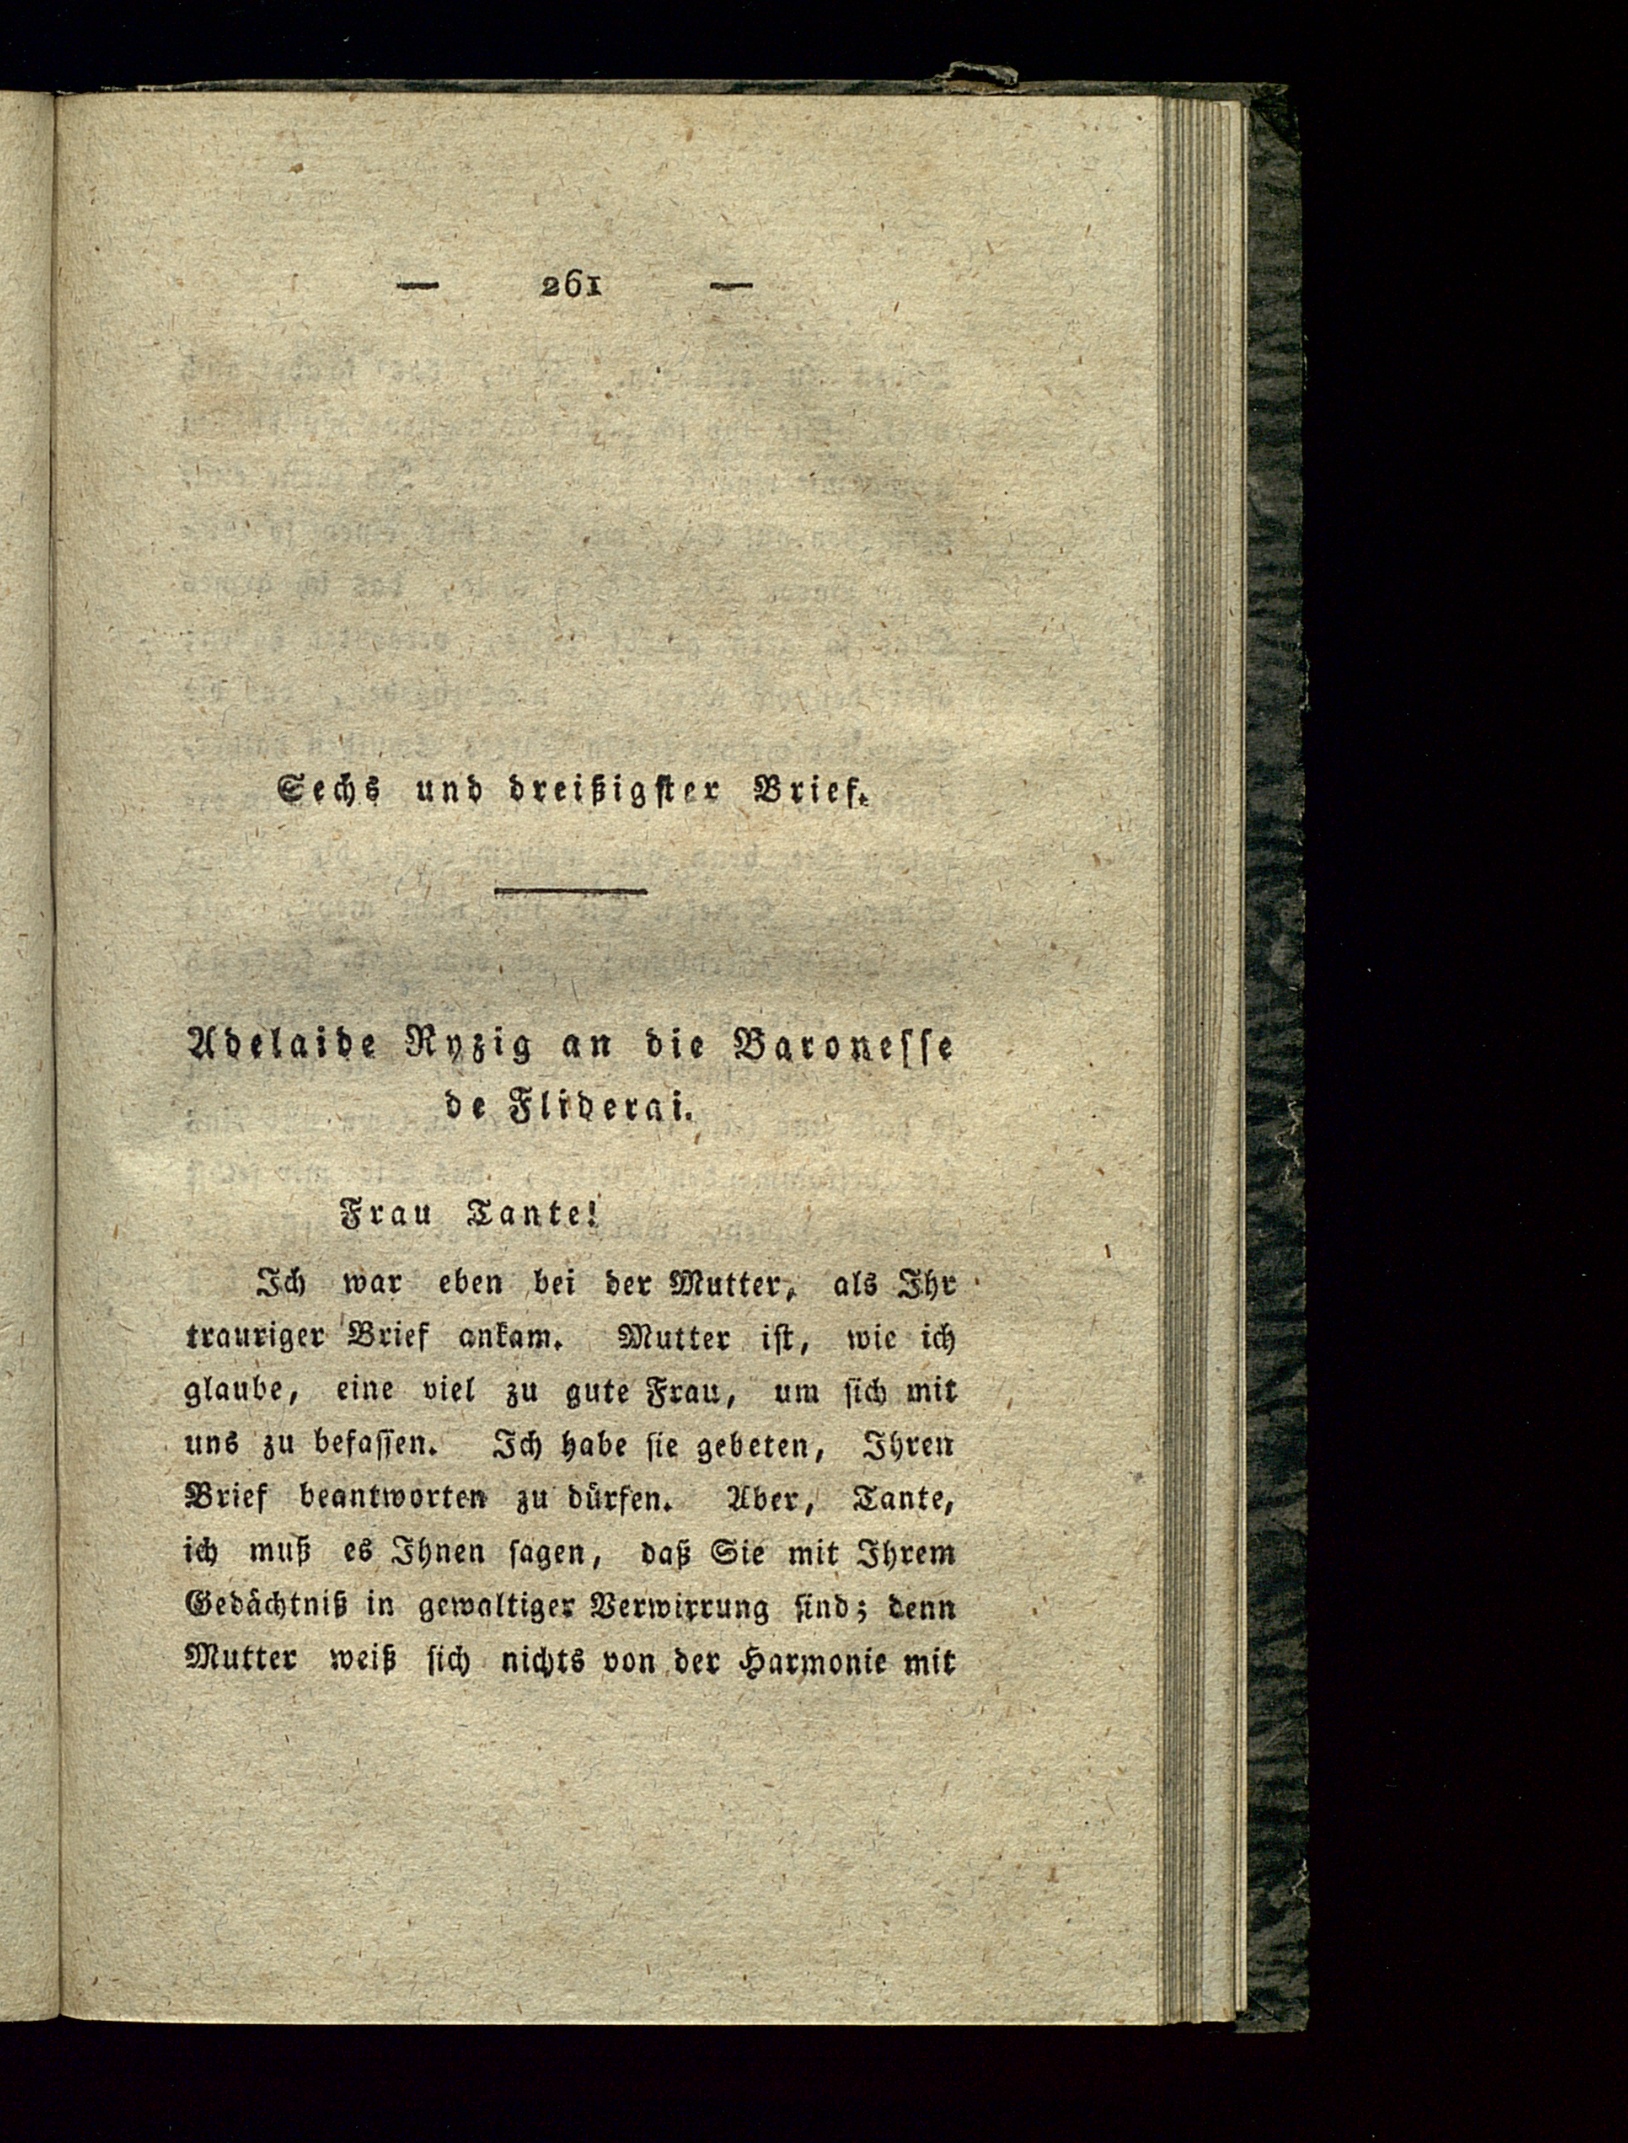 — 261 —
Sechs und dreißigster Brief.
Adelaide Ryzig an die Baronesse
de Fliderai.
Frau Tante!
Ich war eben bei der Mutter, als Ihr
trauriger Brief ankam. Mutter ist, wie ich
glaube, eine viel zu gute Frau, um sich mit
uns zu befassen. Ich habe sie gebeten, Ihren
Brief beantworten zu dürfen. Aber, Tante,
ich muß es Ihnen sagen, daß Sie mit Ihrem
Gedächtniß in gewaltiger Verwirrung sind; denn
Mutter weiß sich nichts von der Harmonie mit